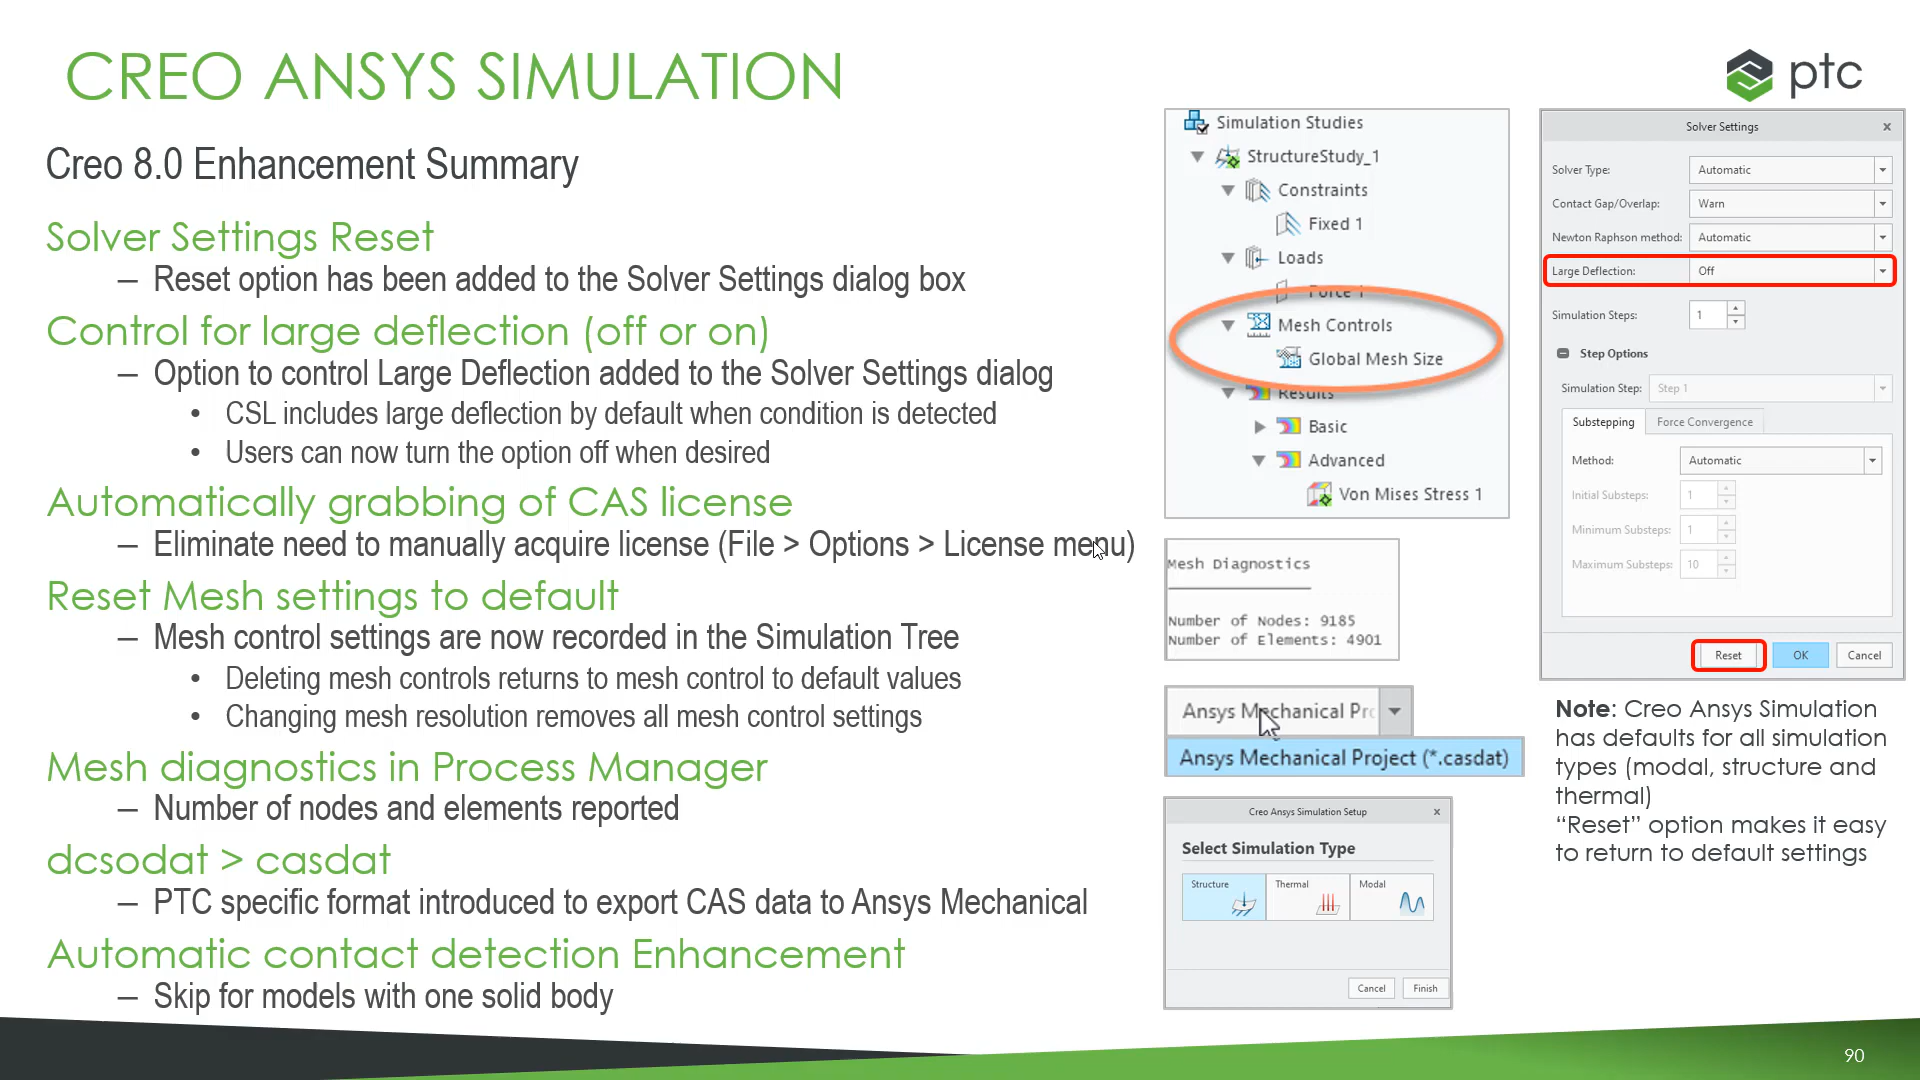 CREO ANSYS SIMULATION
ptc
Creo 8.0 Enhancement Summary
Solver Settings Reset
– Reset option has been added to the Solver Settings dialog box
Control for large deflection (off or on)
– Option to control Large Deflection added to the Solver Settings dialog
• CSL includes large deflection by default when condition is detected
• Users can now turn the option off when desired
Automatically grabbing of CAS license
– Eliminate need to manually acquire license (File > Options > License menu)
Reset Mesh settings to default
– Mesh control settings are now recorded in the Simulation Tree
• Deleting mesh controls returns to mesh control to default values
• Changing mesh resolution removes all mesh control settings
Mesh diagnostics in Process Manager
– Number of nodes and elements reported
dcsodat > casdat
– PTC specific format introduced to export CAS data to Ansys Mechanical
Automatic contact detection Enhancement
– Skip for models with one solid body
Simulation Studies
StructureStudy_1
Constraints
Fixed 1
Loads
Force 1
Mesh Controls
Global Mesh Size
Results
Basic
Advanced
Von Mises Stress 1
Mesh Diagnostics
Number of Nodes: 9185
Number of Elements: 4901
Ansys Mechanical Prc
Ansys Mechanical Project (*.casdat)
Creo Ansys Simulation Setup
Select Simulation Type
Structure Thermal Modal
Cancel Finish
Solver Settings
Solver Type: Automatic
Contact Gap/Overlap: Warn
Newton Raphson method: Automatic
Large Deflection: Off
Simulation Steps: 1
Step Options
Simulation Step: Step 1
Substepping Force Convergence
Method: Automatic
Initial Substeps: 1
Minimum Substeps: 1
Maximum Substeps: 10
Reset OK Cancel
Note: Creo Ansys Simulation
has defaults for all simulation
types (modal, structure and
thermal)
“Reset” option makes it easy
to return to default settings
90